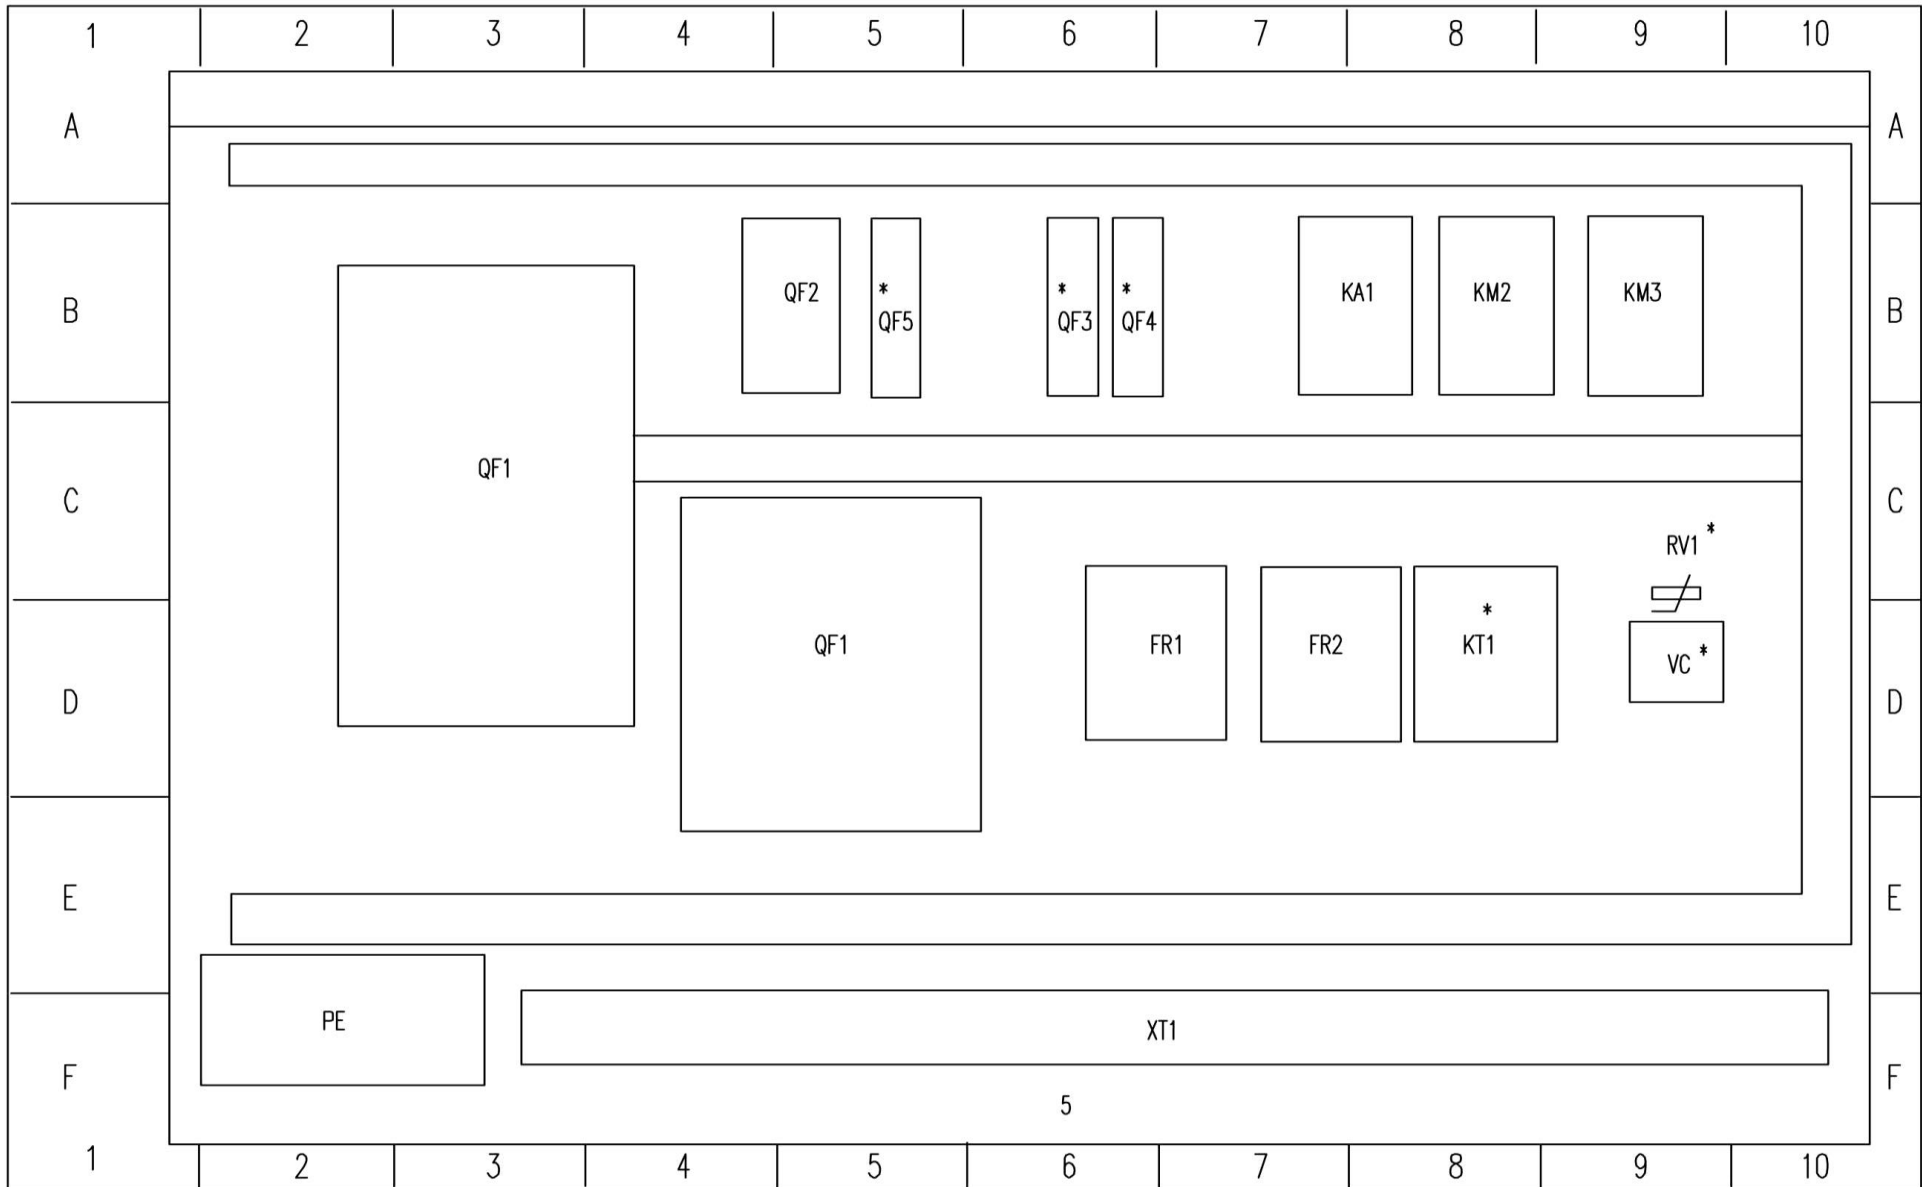 1 2 3 4 5 6 7 8 9 10
A A
QF2 * QF5 * QF3 * QF4 KA1 KM2 KM3
B B
QF1
C C
RV1 *
QF1 FR1 FR2 * KT1 VC *
D D
E E
PE XT1
F F
5
1 2 3 4 5 6 7 8 9 10